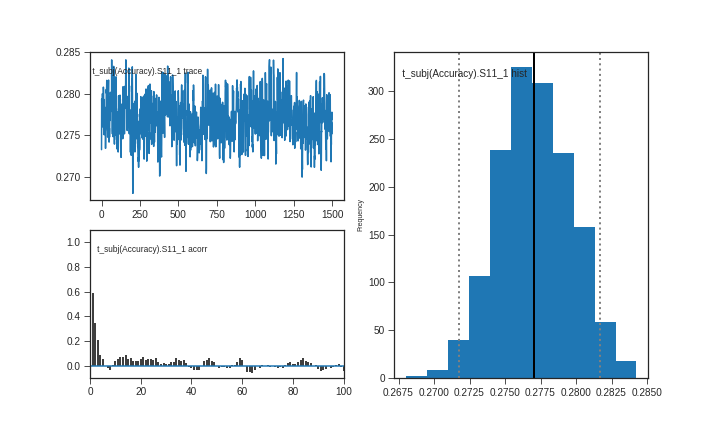 0.285
t_subj(Accuracy).S11_1 trace
0.280
0.275
0.270
0 250 500 750 1000 1250 1500
1.0
t_subj(Accuracy).S11_1 acorr
0.8
0.6
0.4
0.2
0.0
0 20 40 60 80 100
t_subj(Accuracy).S11_1 hist
300
250
200
150
100
50
0
Frequency
0.2675 0.2700 0.2725 0.2750 0.2775 0.2800 0.2825 0.2850